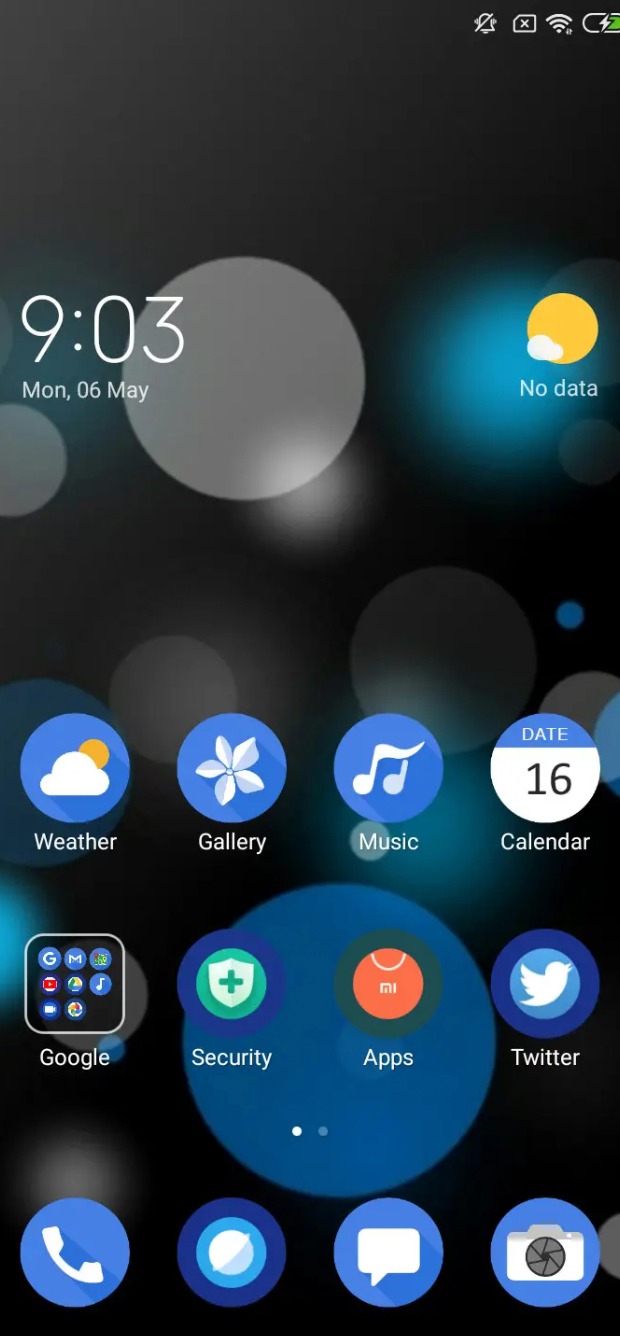 9:03
Mon, 06 May
No data
DATE
16
Weather
Gallery
Music
Calendar
mi
Google
Security
Apps
Twitter